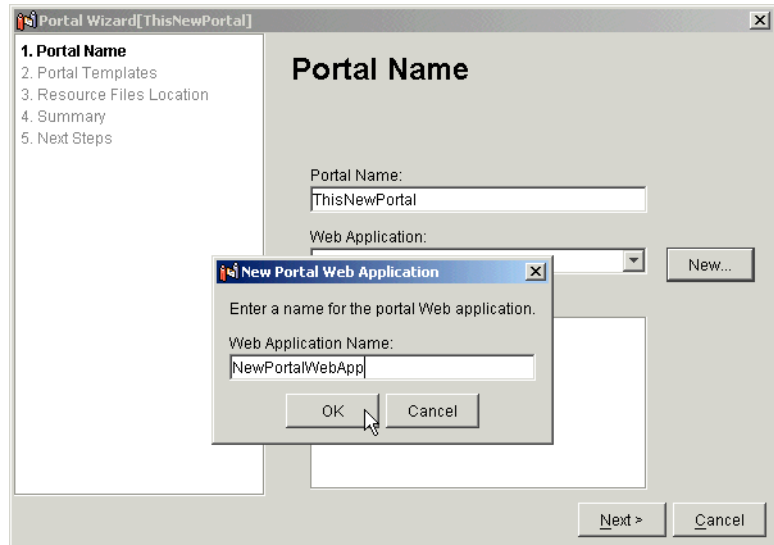 Portal Wizard[ThisNewPortal]
1. Portal Name
2. Portal Templates
3. Resource Files Location
4. Summary
5. Next Steps
Portal Name
Portal Name:
ThisNewPortal
Web Application:
New...
New Portal Web Application
Enter a name for the portal Web application.
Web Application Name:
NewPortalWebApp
OK Cancel
Next > Cancel